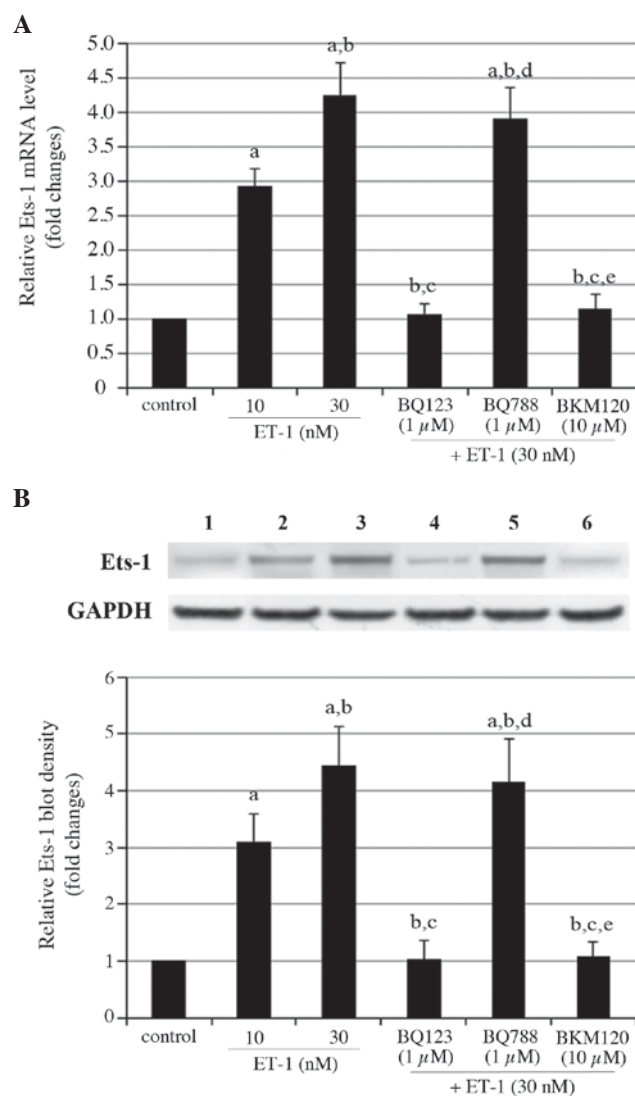 A
Relative Ets-1 mRNA level
(fold changes)
5.0
4.5
4.0
3.5
3.0
2.5
2.0
1.5
1.0
0.5
0
a
a,b
b,c
a,b,d
b,c,e
control
10
30
BQ123
(1 µM)
BQ788
(1 µM)
BKM120
(10 µM)
ET-1 (nM)
+ ET-1 (30 nM)
B
1 2 3 4 5 6
Ets-1
GAPDH
Relative Ets-1 blot density
(fold changes)
6
5
4
3
2
1
0
a
a,b
b,c
a,b,d
b,c,e
control
10
30
BQ123
(1 µM)
BQ788
(1 µM)
BKM120
(10 µM)
ET-1 (nM)
+ ET-1 (30 nM)